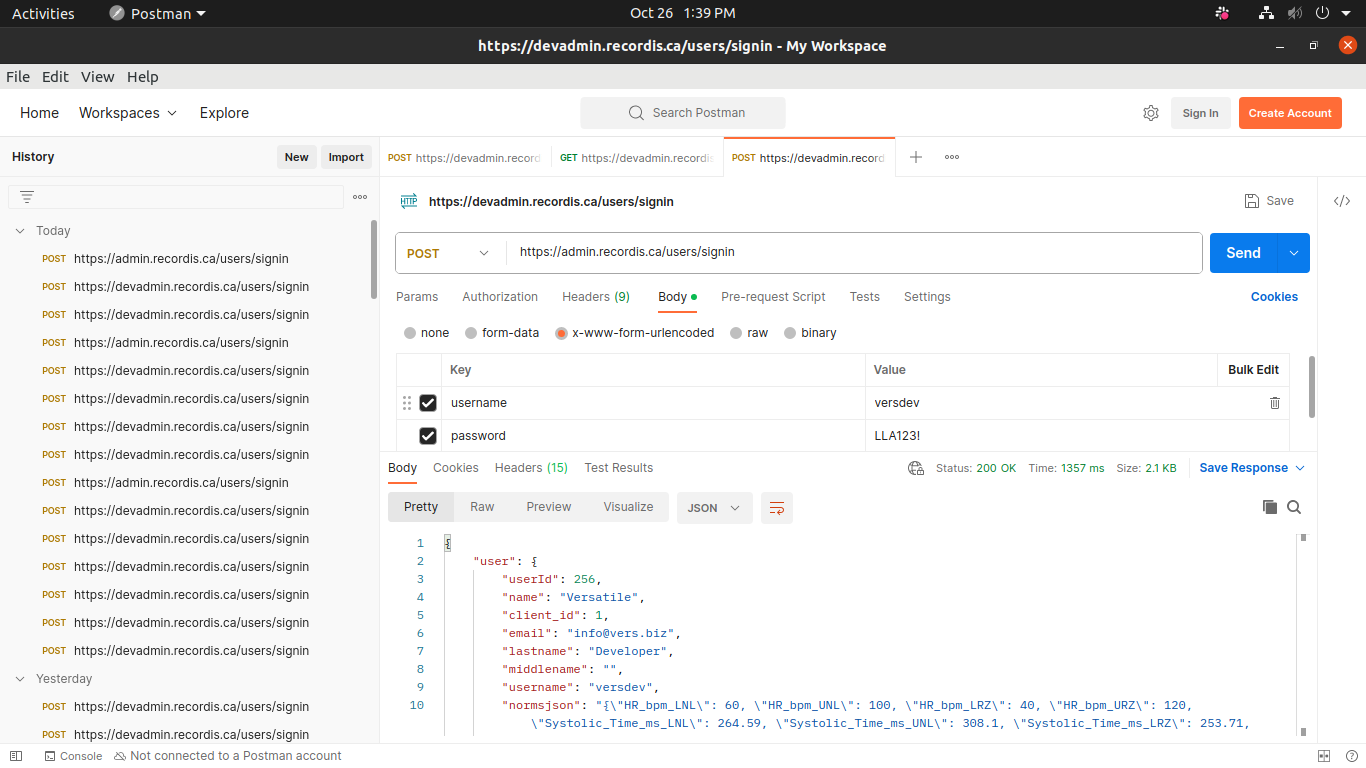 Activities Postman Oct 26 1:39 PM
https://devadmin.recordis.ca/users/signin - My Workspace
File Edit View Help
Home Workspaces Explore Search Postman Sign In Create Account
History New Import
POST https://devadmin.record GET https://devadmin.recordis POST https://devadmin.record
HTTP https://devadmin.recordis.ca/users/signin Save
POST https://admin.recordis.ca/users/signin Send
Params Authorization Headers (9) Body Pre-request Script Tests Settings Cookies
none form-data x-www-form-urlencoded raw binary
Key Value Bulk Edit
username versdev
password LLA123!
Body Cookies Headers (15) Test Results Status: 200 OK Time: 1357 ms Size: 2.1 KB Save Response
Pretty Raw Preview Visualize JSON
1 {
2 "user": {
3 "userId": 256,
4 "name": "Versatile",
5 "client_id": 1,
6 "email": "info@vers.biz",
7 "lastname": "Developer",
8 "middlename": "",
9 "username": "versdev",
10 "normsjson": "{\"HR_bpm_LNL\": 60, \"HR_bpm_UNL\": 100, \"HR_bpm_LRZ\": 40, \"HR_bpm_URZ\": 120,
\"Systolic_Time_ms_LNL\": 264.59, \"Systolic_Time_ms_UNL\": 308.1, \"Systolic_Time_ms_LRZ\": 253.71,
Today
POST https://admin.recordis.ca/users/signin
POST https://devadmin.recordis.ca/users/signin
POST https://devadmin.recordis.ca/users/signin
POST https://admin.recordis.ca/users/signin
POST https://devadmin.recordis.ca/users/signin
POST https://devadmin.recordis.ca/users/signin
POST https://devadmin.recordis.ca/users/signin
POST https://devadmin.recordis.ca/users/signin
POST https://admin.recordis.ca/users/signin
POST https://devadmin.recordis.ca/users/signin
POST https://devadmin.recordis.ca/users/signin
POST https://devadmin.recordis.ca/users/signin
POST https://devadmin.recordis.ca/users/signin
POST https://devadmin.recordis.ca/users/signin
POST https://devadmin.recordis.ca/users/signin
Yesterday
POST https://devadmin.recordis.ca/users/signin
POST https://devadmin.recordis.ca/users/signin
Console Not connected to a Postman account